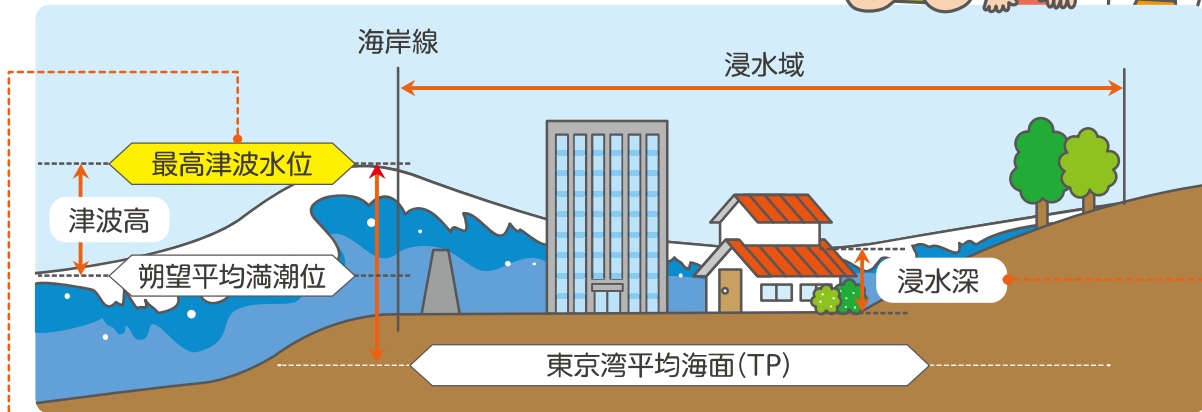 海岸線
浸水域
最高津波水位
津波高
朔望平均満潮位
浸水深
東京湾平均海面(TP)